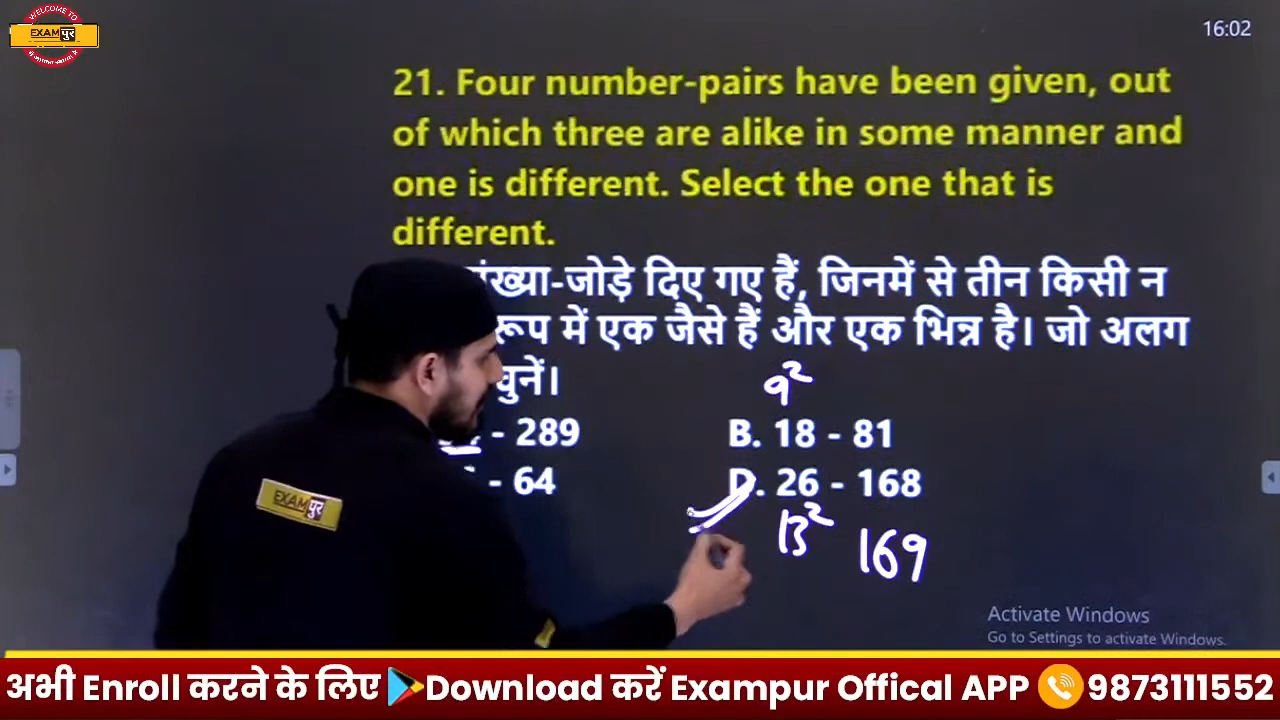 WELCOME TO
EXAMपुर
16:02
21. Four number-pairs have been given, out
of which three are alike in some manner and
one is different. Select the one that is
different.
संख्या-जोड़े दिए गए हैं, जिनमें से तीन किसी न
रूप में एक जैसे हैं और एक भिन्न है। जो अलग
चुनें।
9²
- 289 B. 18 - 81
- 64 D. 26 - 168
13² 169
EXAMपुर
Activate Windows
Go to Settings to activate Windows.
अभी Enroll करने के लिए Download करें Exampur Offical APP 9873111552